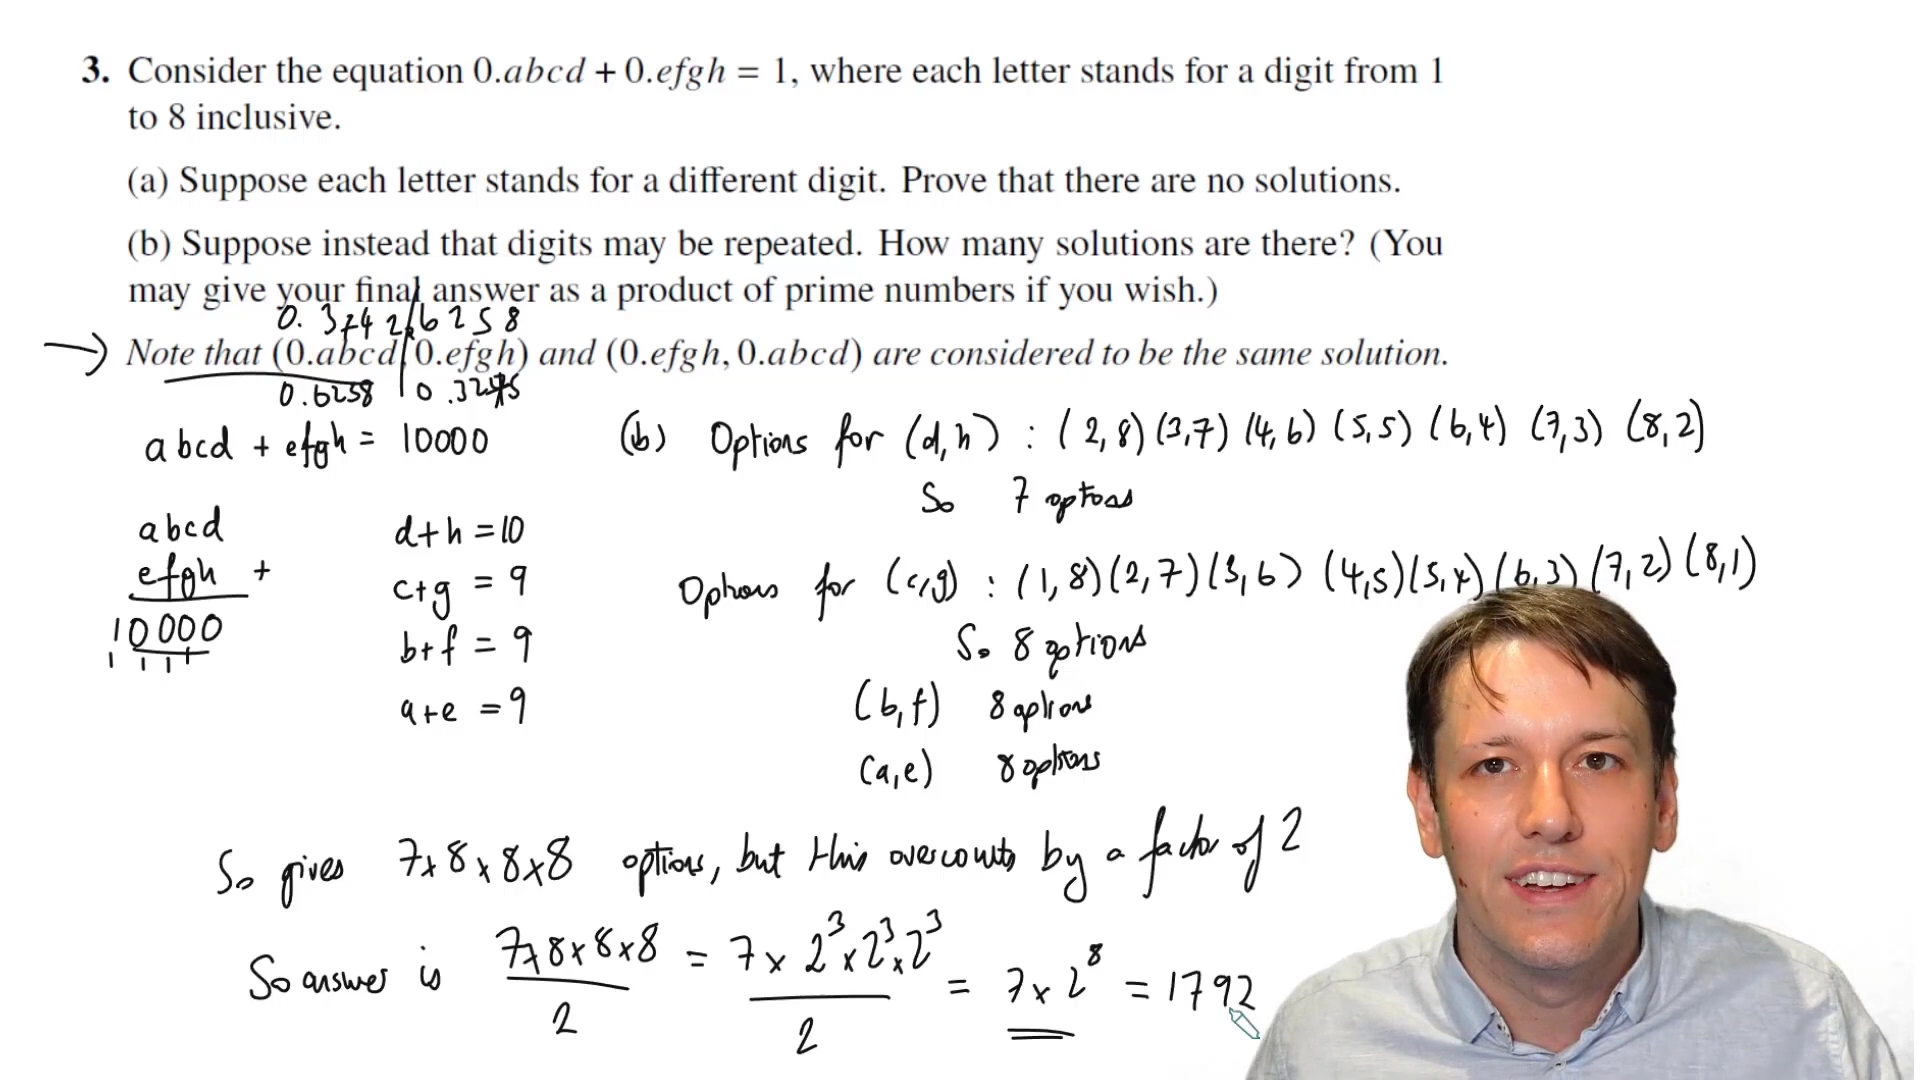 3. Consider the equation 0.abcd + 0.efgh = 1, where each letter stands for a digit from 1
to 8 inclusive.
(a) Suppose each letter stands for a different digit. Prove that there are no solutions.
(b) Suppose instead that digits may be repeated. How many solutions are there? (You
may give your final answer as a product of prime numbers if you wish.)
→ Note that (0.abcd, 0.efgh) and (0.efgh, 0.abcd) are considered to be the same solution.
0.6258
abcd + efgh = 10000
abcd
efgh +
10000
1 1 1 1
d+h = 10
c+g = 9
b+f = 9
a+e = 9
(b) Options for (d,h) : (2,8) (3,7) (4,6) (5,5) (6,4) (7,3) (8,2)
So 7 options
Options for (c,g) : (1,8) (2,7) (3,6) (4,5) (5,4) (6,3) (7,2) (8,1)
So 8 options
(b,f) 8 options
(a,e) 8 options
So gives 7×8×8×8 options, but this overcounts by a factor of 2
So answer is 7×8×8×8 / 2 = 7×2³×2³×2³ / 2 = 7×2⁸ = 1792